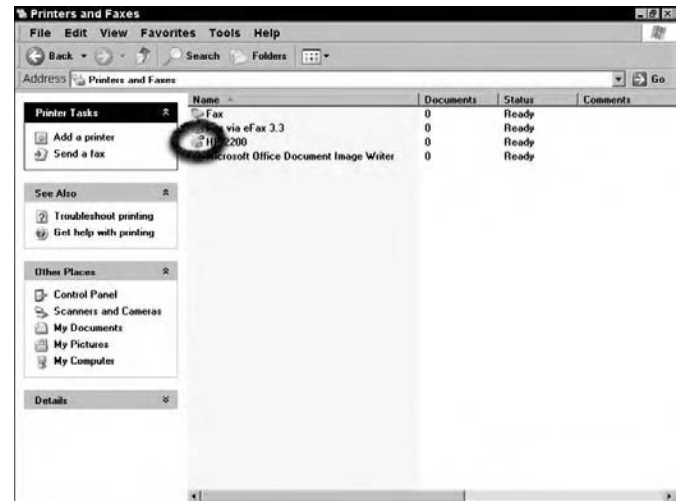 Printers and Faxes
File Edit View Favorites Tools Help
Back Search Folders
Address Printers and Faxes Go
Printer Tasks
Add a printer
Send a fax
See Also
Troubleshoot printing
Get help with printing
Other Places
Control Panel
Scanners and Cameras
My Documents
My Pictures
My Computer
Details
Name Documents Status Comments
Fax 0 Ready
via eFax 3.3 0 Ready
2200 0 Ready
Microsoft Office Document Image Writer 0 Ready